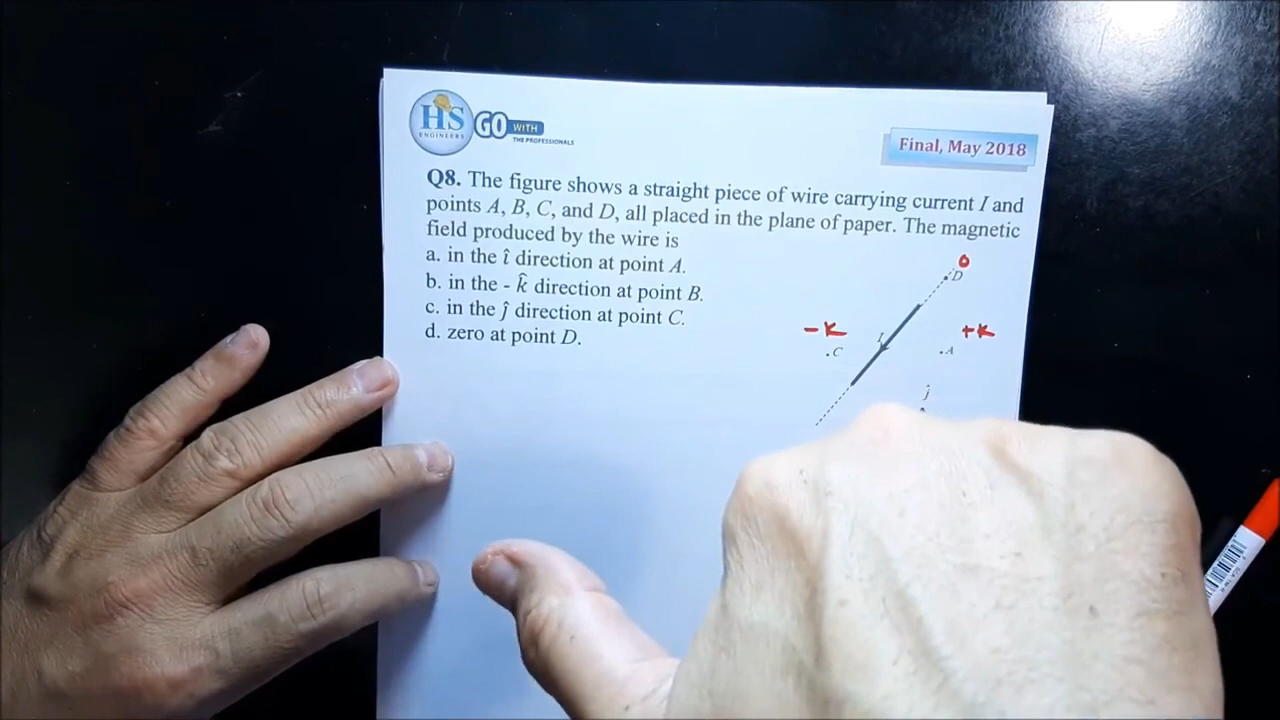 HS
ENGINEERS
GO WITH
THE PROFESSIONALS
Final, May 2018
Q8. The figure shows a straight piece of wire carrying current I and
points A, B, C, and D, all placed in the plane of paper. The magnetic
field produced by the wire is
a. in the î direction at point A.
b. in the - k̂ direction at point B.
c. in the ĵ direction at point C.
d. zero at point D.
0
D
-K
+K
I
.C
.A
j